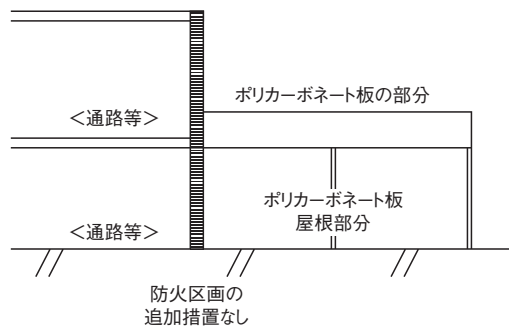 ポリカーボネート板の部分
＜通路等＞
ポリカーボネート板
屋根部分
＜通路等＞
防火区画の
追加措置なし